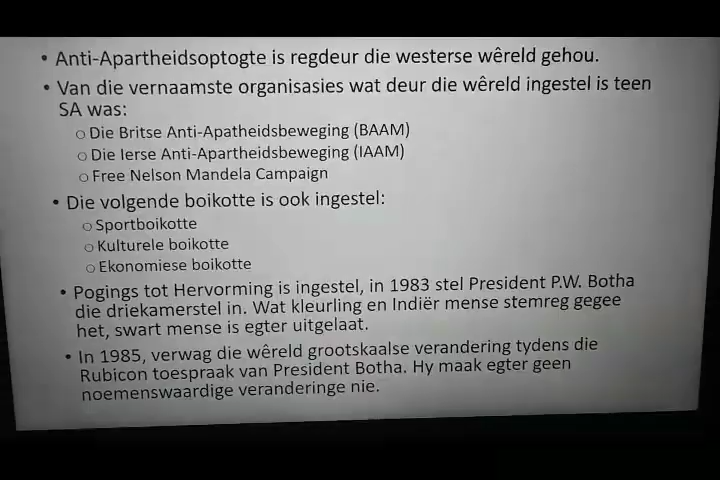 • Anti-Apartheidsoptogte is regdeur die westerse wêreld gehou.
• Van die vernaamste organisasies wat deur die wêreld ingestel is teen
SA was:
○ Die Britse Anti-Apatheidsbeweging (BAAM)
○ Die Ierse Anti-Apartheidsbeweging (IAAM)
○ Free Nelson Mandela Campaign
• Die volgende boikotte is ook ingestel:
○ Sportboikotte
○ Kulturele boikotte
○ Ekonomiese boikotte
• Pogings tot Hervorming is ingestel, in 1983 stel President P.W. Botha
die driekamerstel in. Wat kleurling en Indiër mense stemreg gegee
het, swart mense is egter uitgelaat.
• In 1985, verwag die wêreld grootskaalse verandering tydens die
Rubicon toespraak van President Botha. Hy maak egter geen
noemenswaardige veranderinge nie.